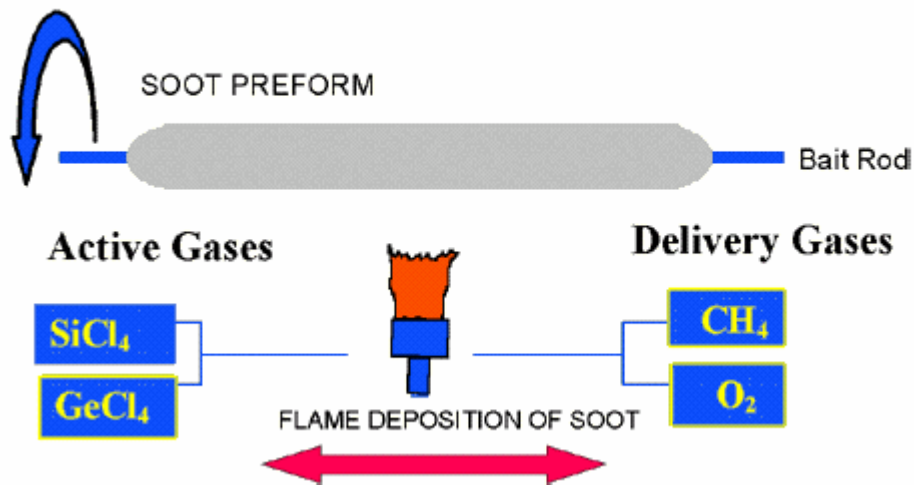 SOOT PREFORM
Bait Rod
Active Gases
Delivery Gases
SiCl₄
CH₄
GeCl₄
O₂
FLAME DEPOSITION OF SOOT